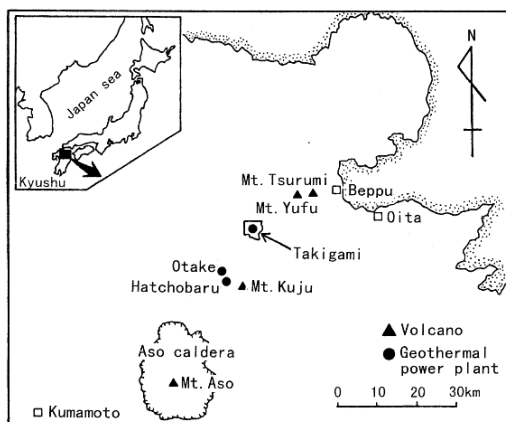 Japan sea
Kyushu
N
Mt. Tsurumi
Beppu
Mt. Yufu
Oita
Takigami
Otake
Hatchobaru
Mt. Kuju
Aso caldera
Mt. Aso
Kumamoto
Volcano
Geothermal
power plant
0 10 20 30km